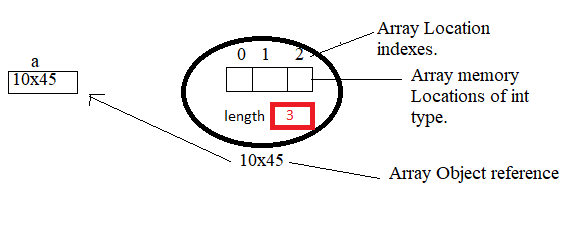 Array Location
indexes.
0 1 2
a
10x45
Array memory
Locations of int
type.
length 3
10x45
Array Object reference